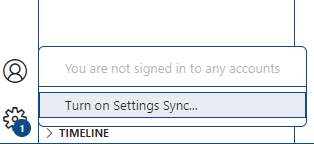 You are not signed in to any accounts
Turn on Settings Sync...
1
TIMELINE